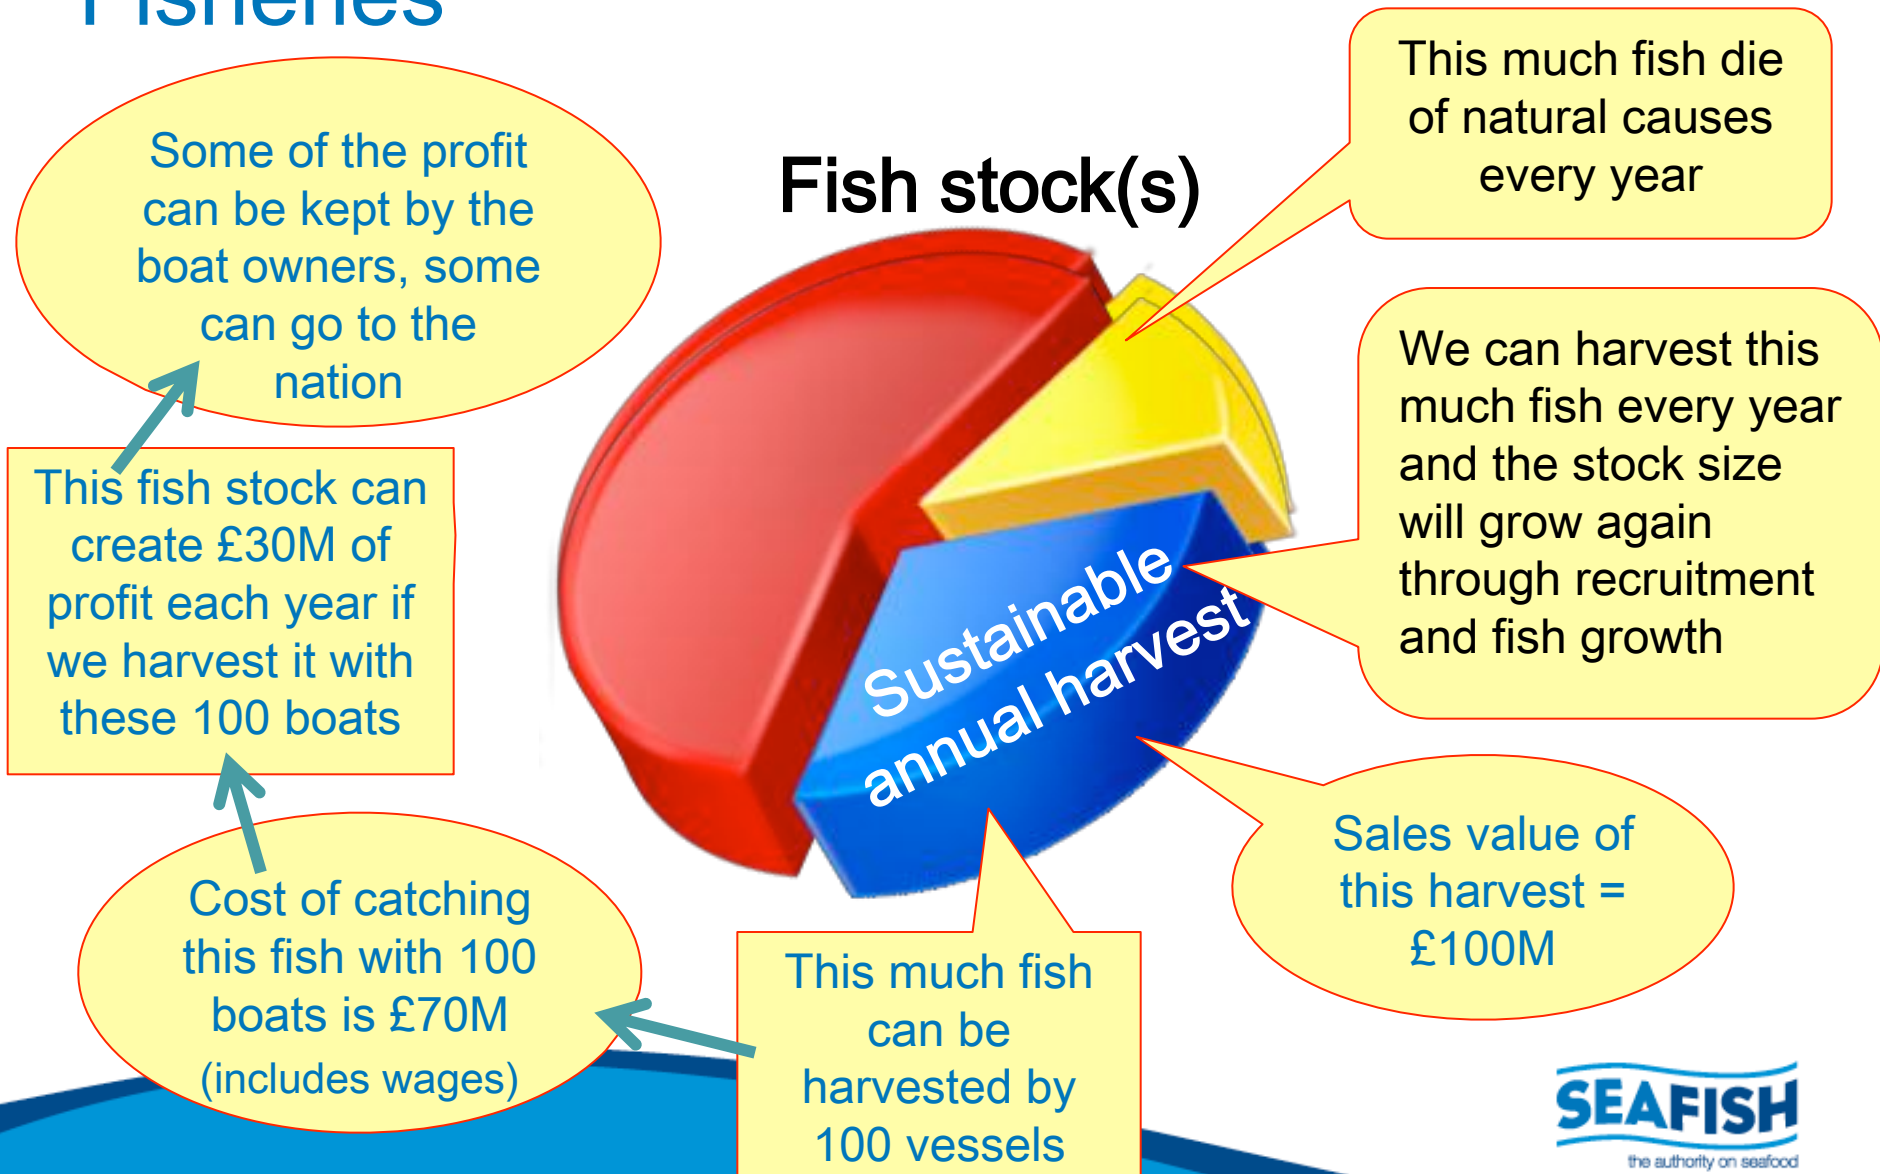 Fisheries
Some of the profit
can be kept by the
boat owners, some
can go to the
nation
Fish stock(s)
This much fish die
of natural causes
every year
We can harvest this
much fish every year
and the stock size
will grow again
through recruitment
and fish growth
This fish stock can
create £30M of
profit each year if
we harvest it with
these 100 boats
Sustainable
annual harvest
Sales value of
this harvest =
£100M
Cost of catching
this fish with 100
boats is £70M
(includes wages)
This much fish
can be
harvested by
100 vessels
SEAFISH
the authority on seafood